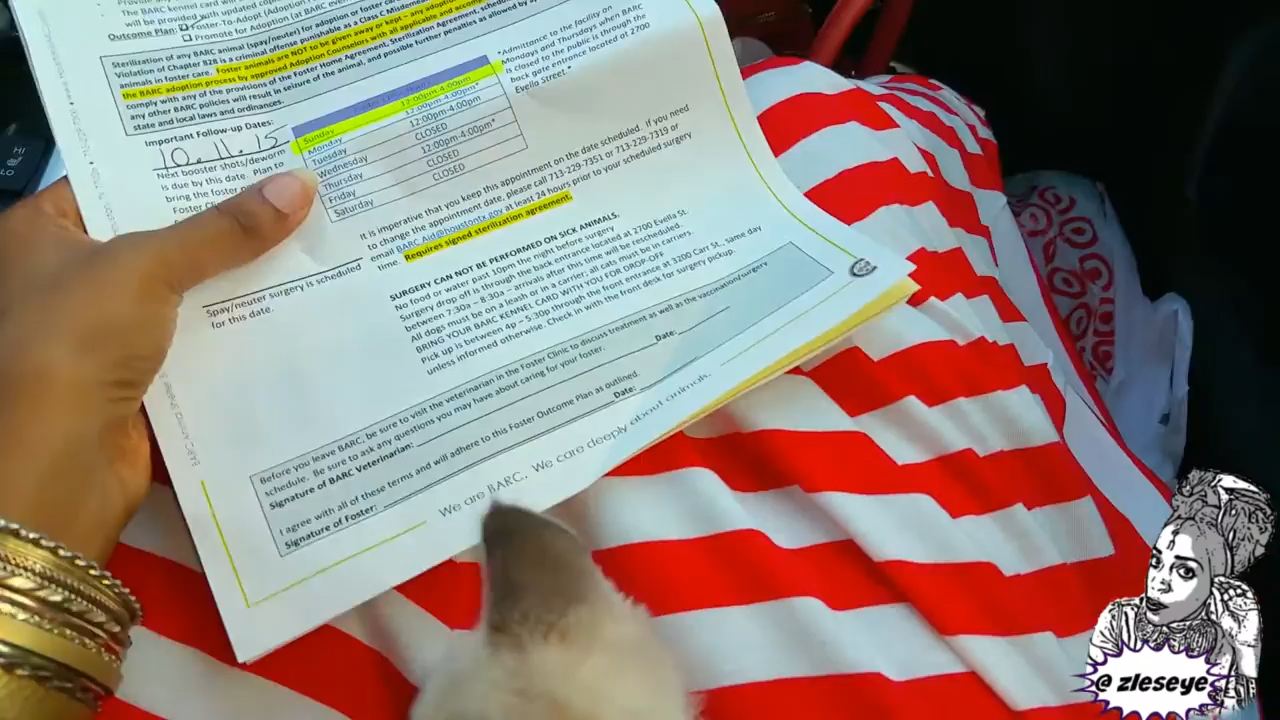 The BARC kennel card will
will be provided with updated copies
Outcome Plan: Foster-To-Adopt (Adoption
Promote for Adoption (at BARC
Sterilization of any BARC animal (spay/neuter) for adoption or foster care
Violation of Chapter 828 is a criminal offense punishable as a Class C Misdemeanor
animals in foster care. Foster animals are NOT to be given away or kept – any adoption
the BARC adoption process by approved Adoption Counselors with all applicable and
comply with any of the provisions of the Foster Home Agreement, Sterilization Agreement,
any other BARC policies will result in seizure of the animal, and possible further penalties as allowed by
state and local laws and ordinances.
Important Follow-up Dates:
10.11.15
Next booster shots/deworm
is due by this date. Plan to
bring the foster
Foster Cli
Sunday 12:00pm-4:00pm
Monday 12:00pm-4:00pm*
Tuesday 12:00pm-4:00pm
Wednesday CLOSED
Thursday 12:00pm-4:00pm*
Friday CLOSED
Saturday CLOSED
*Admittance to the facility on
Mondays and Thursdays when BARC
is closed to the public is through the
back gate entrance located at 2700
Evella Street.*
Spay/neuter surgery is scheduled
for this date.
It is imperative that you keep this appointment on the date scheduled. If you need
to change the appointment date, please call 713-229-7351 or 713-229-7319 or
email BARC.Aid@houstontx.gov at least 24 hours prior to your scheduled surgery
time. Requires signed sterilization agreement.
SURGERY CAN NOT BE PERFORMED ON SICK ANIMALS.
No food or water past 10pm the night before surgery
Surgery drop off is through the back entrance located at 2700 Evella St.
between 7:30a – 8:30a – arrivals after this time will be rescheduled.
All dogs must be on a leash or in a carrier; all cats must be in carriers.
BRING YOUR BARC KENNEL CARD WITH YOU FOR DROP-OFF
Pick up is between 4p – 5:30p through the front entrance at 3200 Carr St., same day
unless informed otherwise. Check in with the front desk for surgery pickup.
Before you leave BARC, be sure to visit the veterinarian in the Foster Clinic to discuss treatment as well as the vaccination/surgery
schedule. Be sure to ask any questions you may have about caring for your foster.
Signature of BARC Veterinarian: Date:
I agree with all of these terms and will adhere to this Foster Outcome Plan as outlined.
Signature of Foster: Date:
We are BARC. We care deeply about animals.
@ zleseye